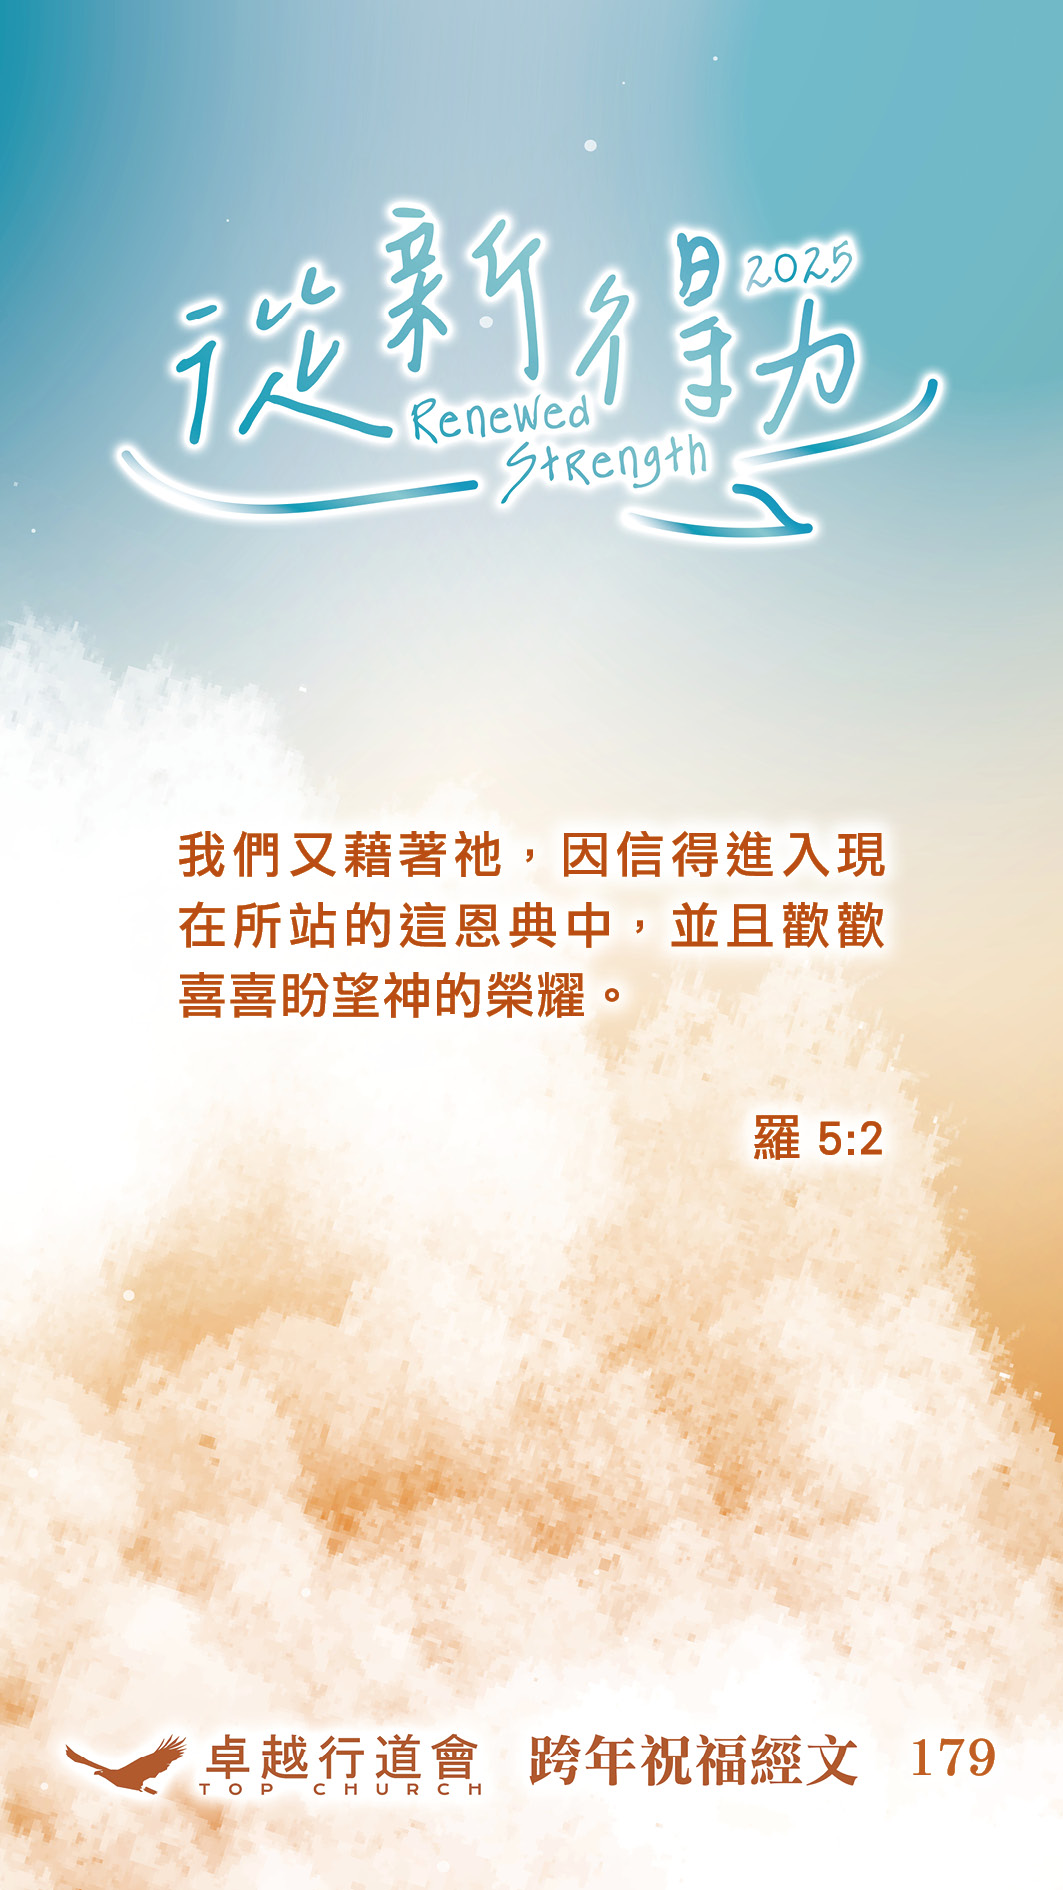 從新得力 2025
Renewed
Strength
我們又藉著祂，因信得進入現
在所站的這恩典中，並且歡歡
喜喜盼望神的榮耀。
羅 5:2
卓越行道會
TOP CHURCH
跨年祝福經文 179